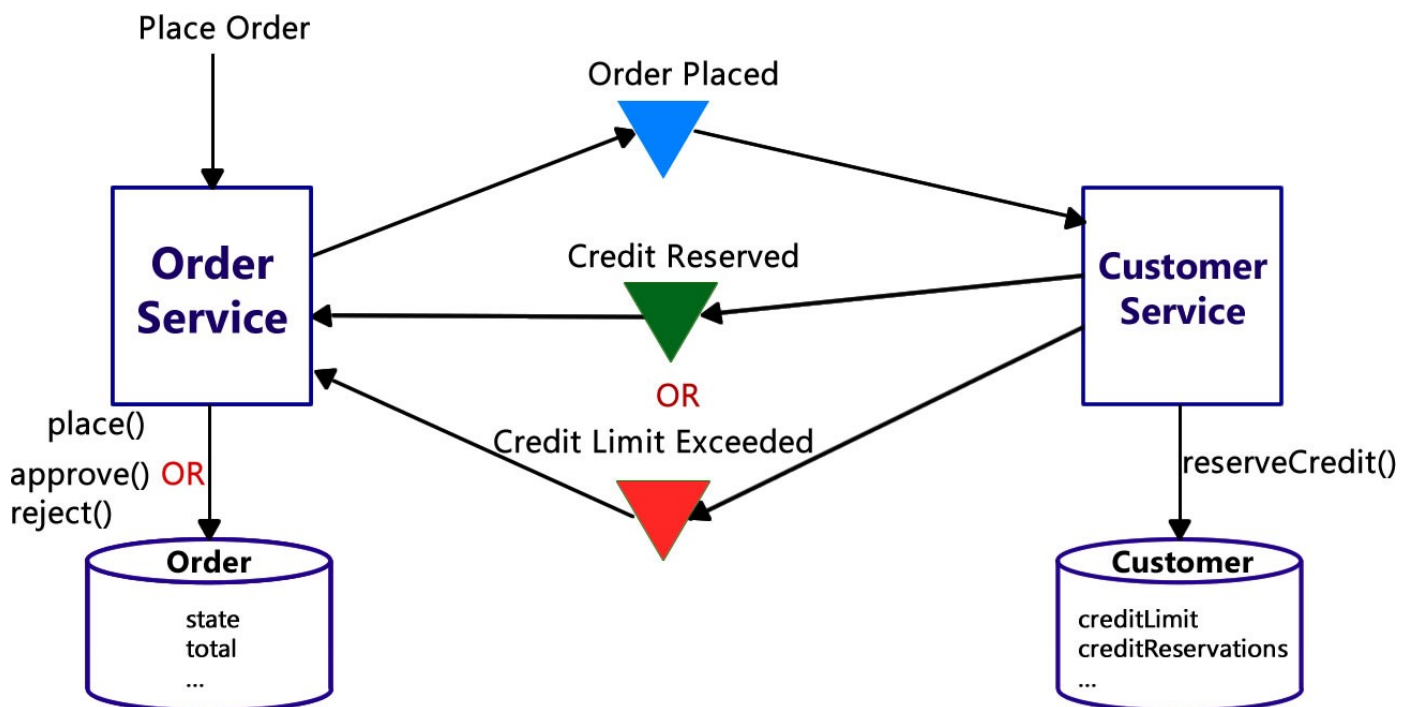 Place Order
Order Placed
Order
Service
Credit Reserved
Customer
Service
OR
Credit Limit Exceeded
place()
approve() OR
reject()
reserveCredit()
Order
state
total
...
Customer
creditLimit
creditReservations
...